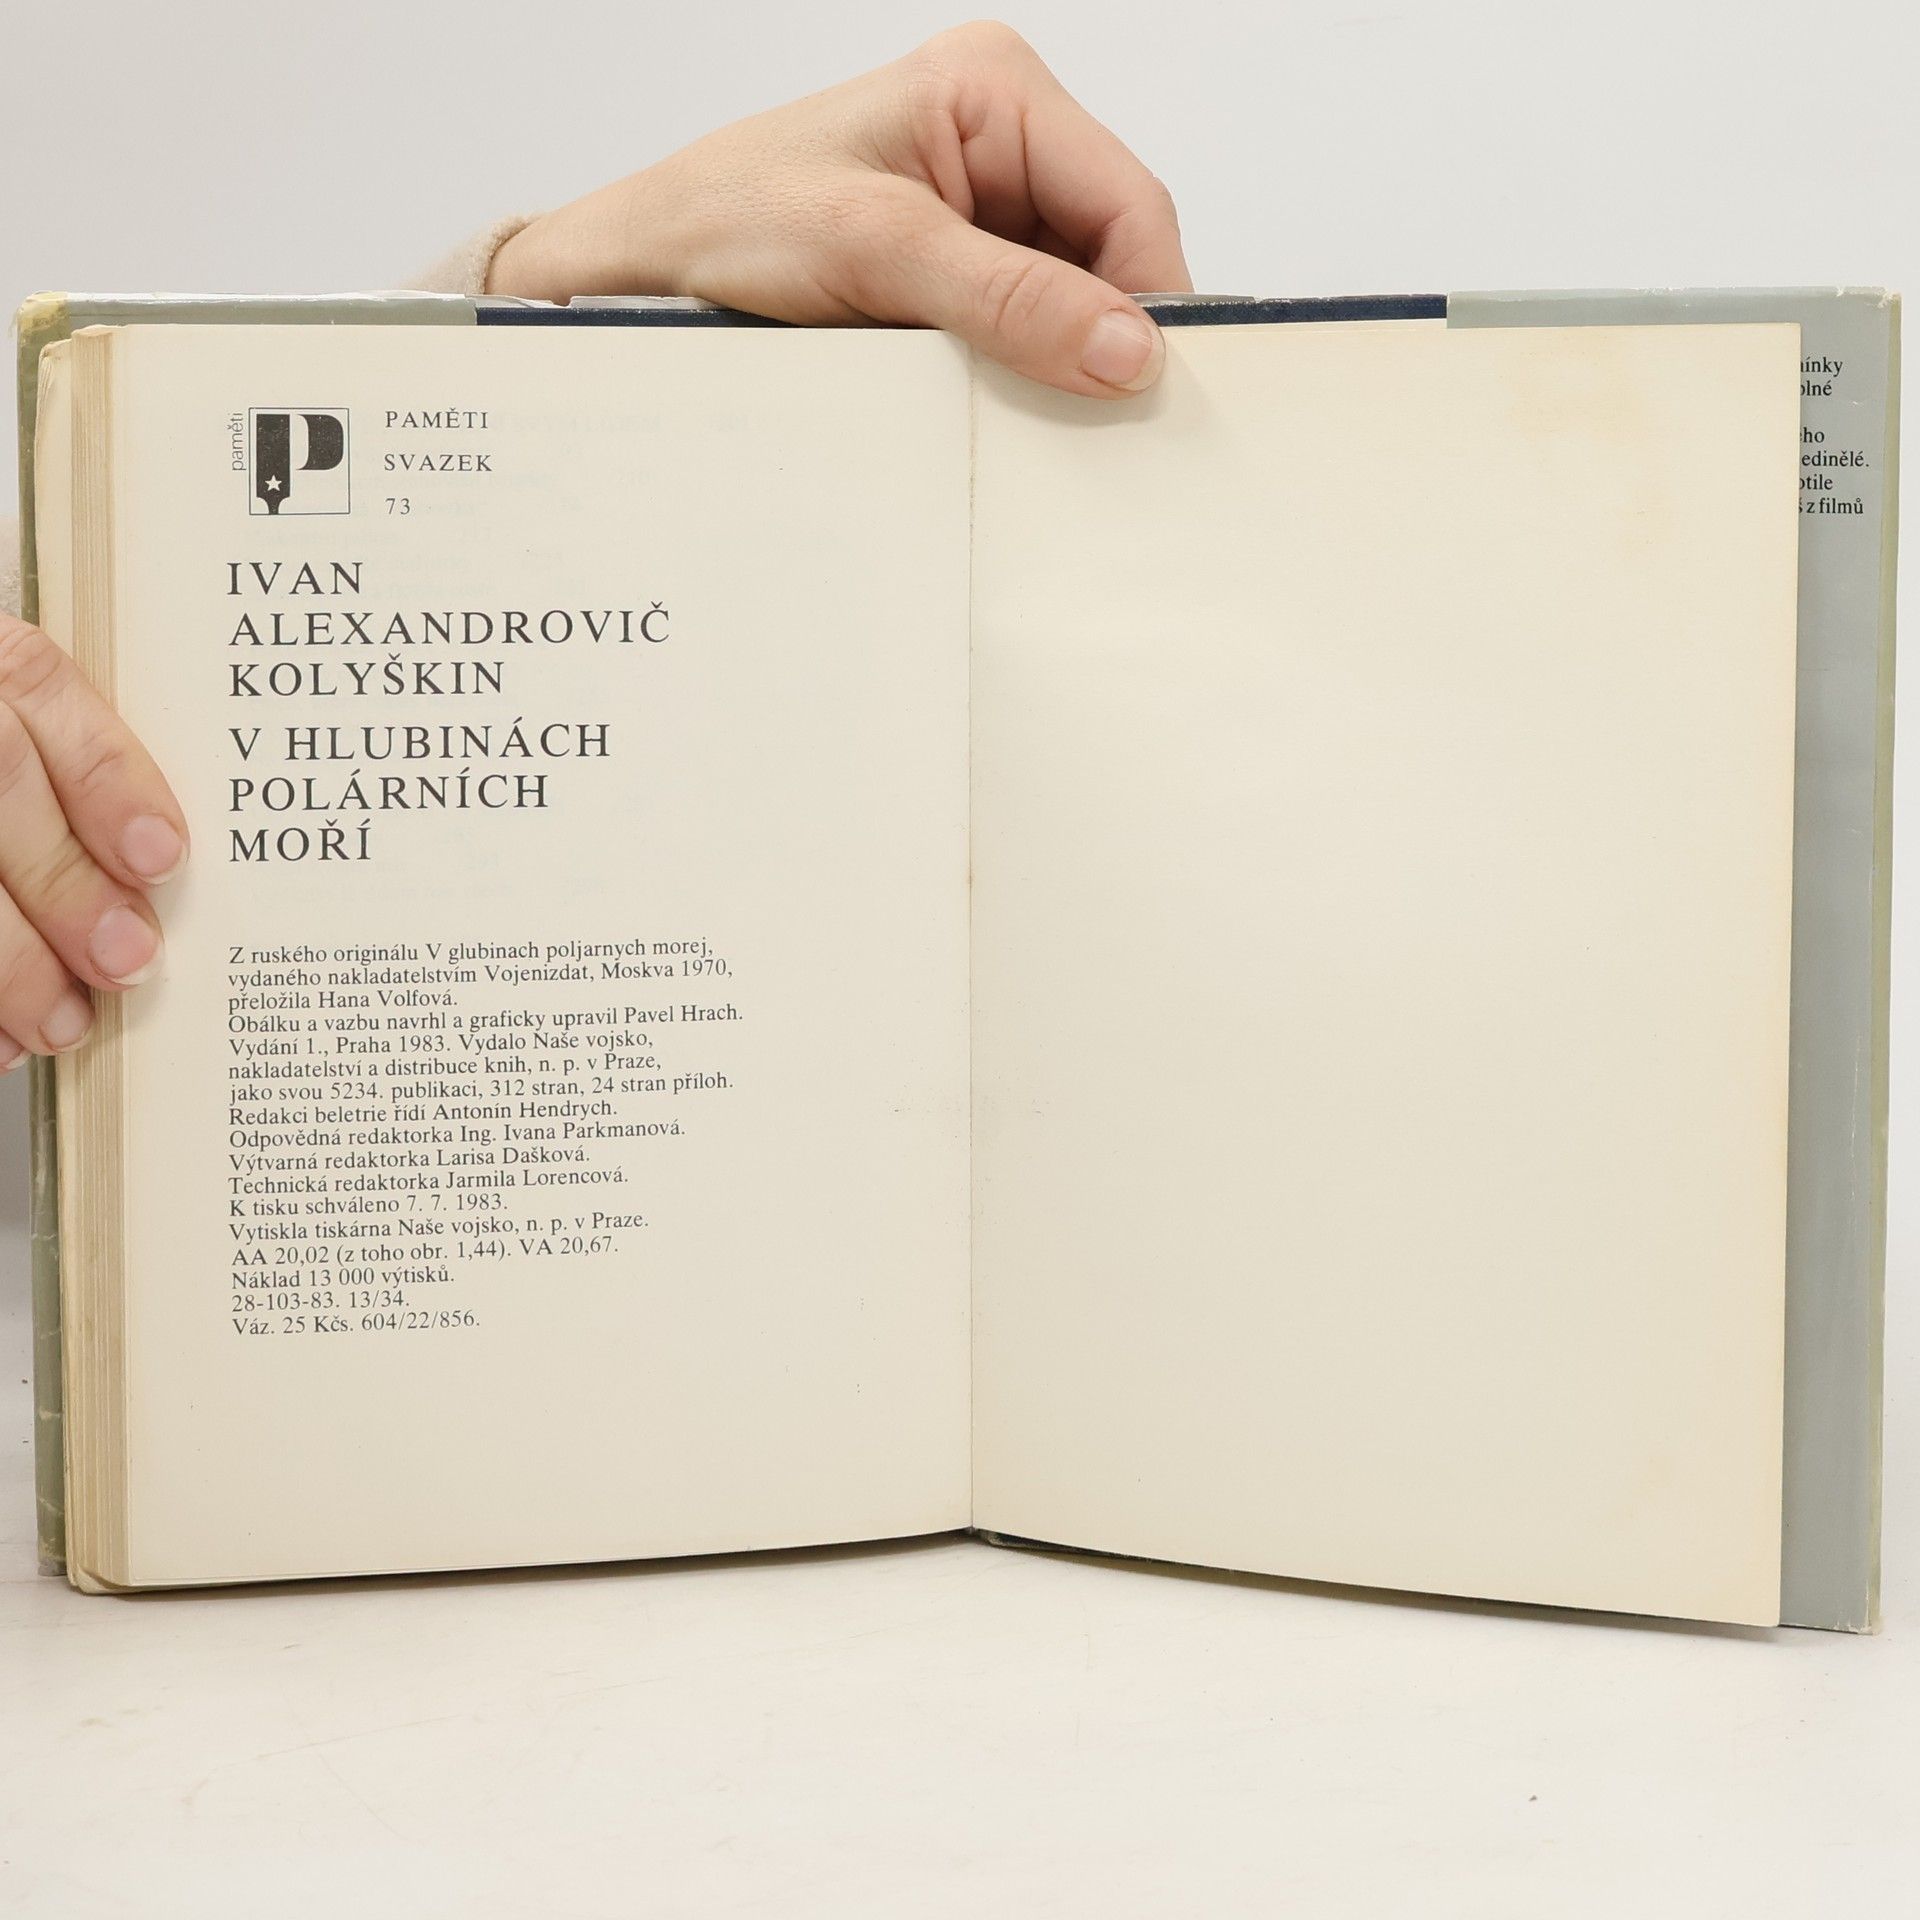 paměti
PAMĚTI
SVAZEK
73
IVAN
ALEXANDROVIČ
KOLYŠKIN
V HLUBINÁCH
POLÁRNÍCH
MOŘÍ
Z ruského originálu V glubinach poljarnych morej,
vydaného nakladatelstvím Vojenizdat, Moskva 1970,
přeložila Hana Volfová.
Obálku a vazbu navrhl a graficky upravil Pavel Hrach.
Vydání 1., Praha 1983. Vydalo Naše vojsko,
nakladatelství a distribuce knih, n. p. v Praze,
jako svou 5234. publikaci, 312 stran, 24 stran příloh.
Redakci beletrie řídí Antonín Hendrych.
Odpovědná redaktorka Ing. Ivana Parkmanová.
Výtvarná redaktorka Larisa Dašková.
Technická redaktorka Jarmila Lorencová.
K tisku schváleno 7. 7. 1983.
Vytiskla tiskárna Naše vojsko, n. p. v Praze.
AA 20,02 (z toho obr. 1,44). VA 20,67.
Náklad 13 000 výtisků.
28-103-83. 13/34.
Váz. 25 Kčs. 604/22/856.
z filmů